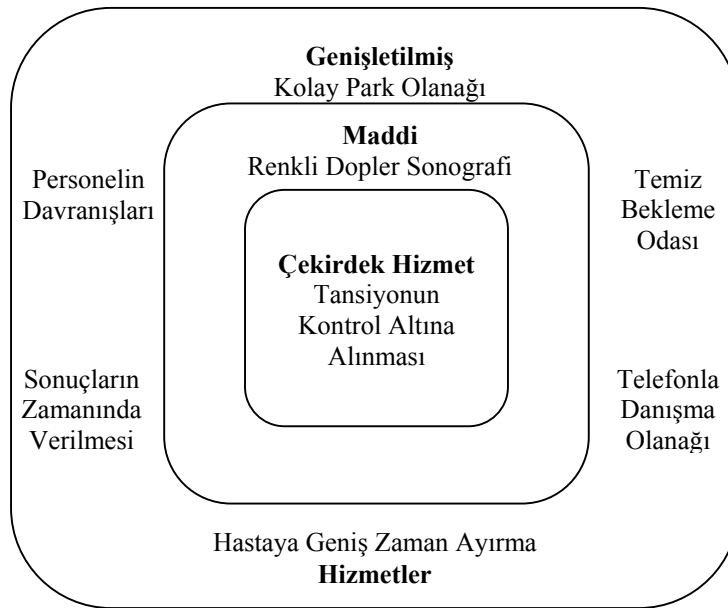 Genişletilmiş
Kolay Park Olanağı
Maddi
Renkli Dopler Sonografi
Personelin
Davranışları
Temiz
Bekleme
Odası
Çekirdek Hizmet
Tansiyonun
Kontrol Altına
Alınması
Sonuçların
Zamanında
Verilmesi
Telefonla
Danışma
Olanağı
Hastaya Geniş Zaman Ayırma
Hizmetler